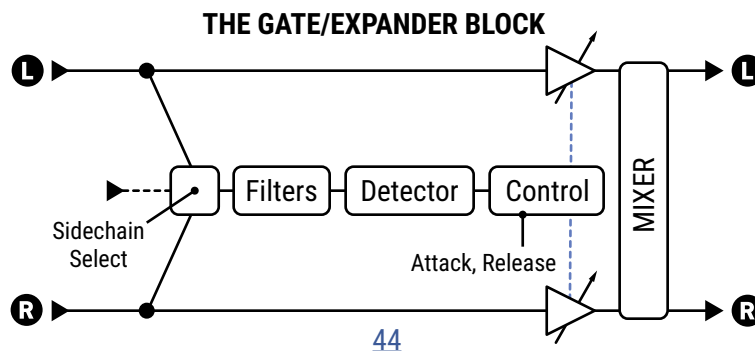 THE GATE/EXPANDER BLOCK
L
L
Filters
Detector
Control
MIXER
Sidechain
Select
Attack, Release
R
R
44